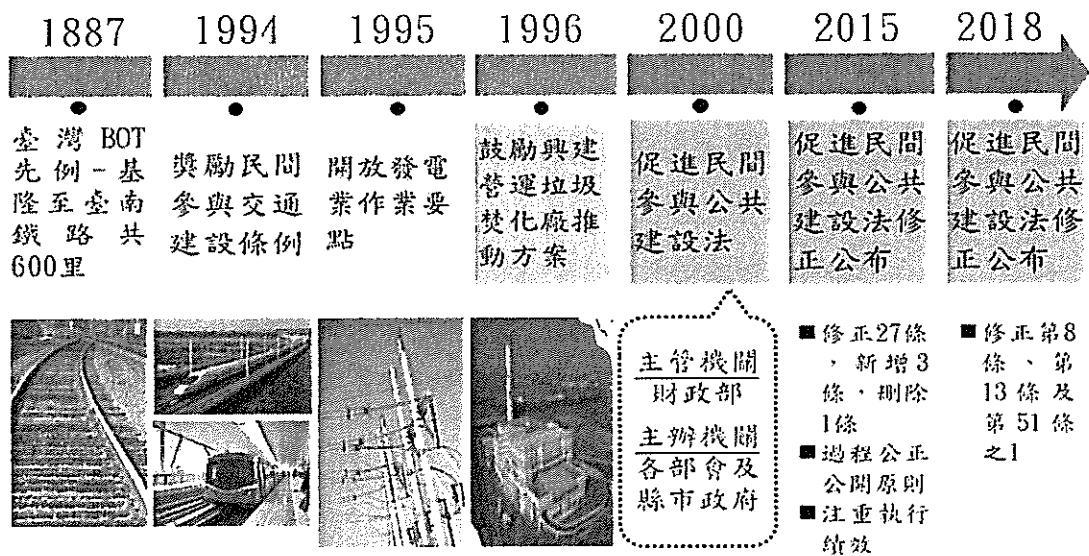 1887
1994
1995
1996
2000
2015
2018
臺灣 BOT
先例-基
隆至臺南
鐵路共
600里
獎勵民間
參與交通
建設條例
開放發電
業作業要
點
鼓勵興建
營運垃圾
焚化廠推
動方案
促進民間
參與公共
建設法
促進民間
參與公共
建設法修
正公布
促進民間
參與公共
建設法修
正公布
主管機關
財政部
主辦機關
各部會及
縣市政府
■修正27條
,新增3
條,刪除
1條
■過程公正
公開原則
■注重執行
績效
■修正第8
條、第
13條及
第51條
之1